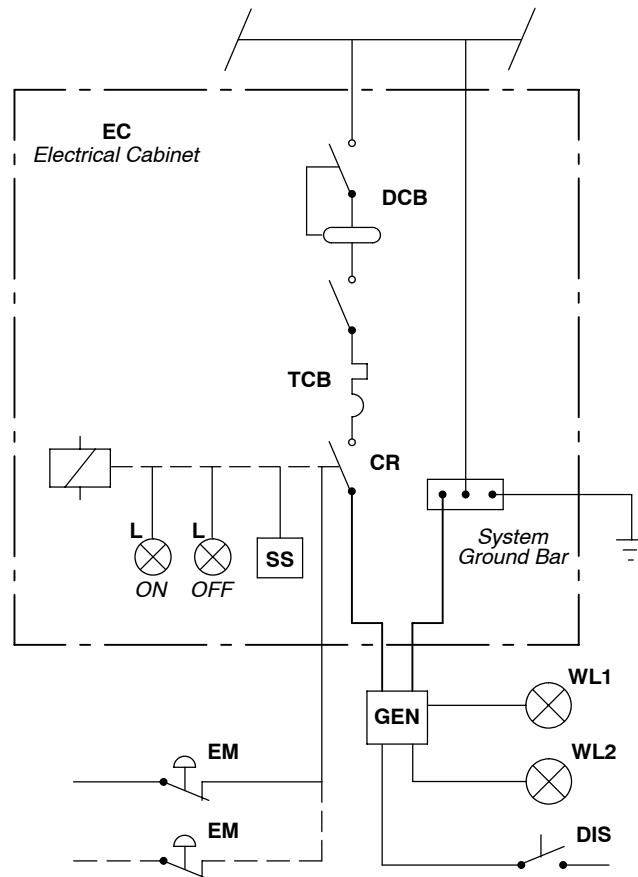 EC
Electrical Cabinet
DCB
TCB
CR
L
L
SS
ON
OFF
System
Ground Bar
GEN
WL1
WL2
EM
EM
DIS